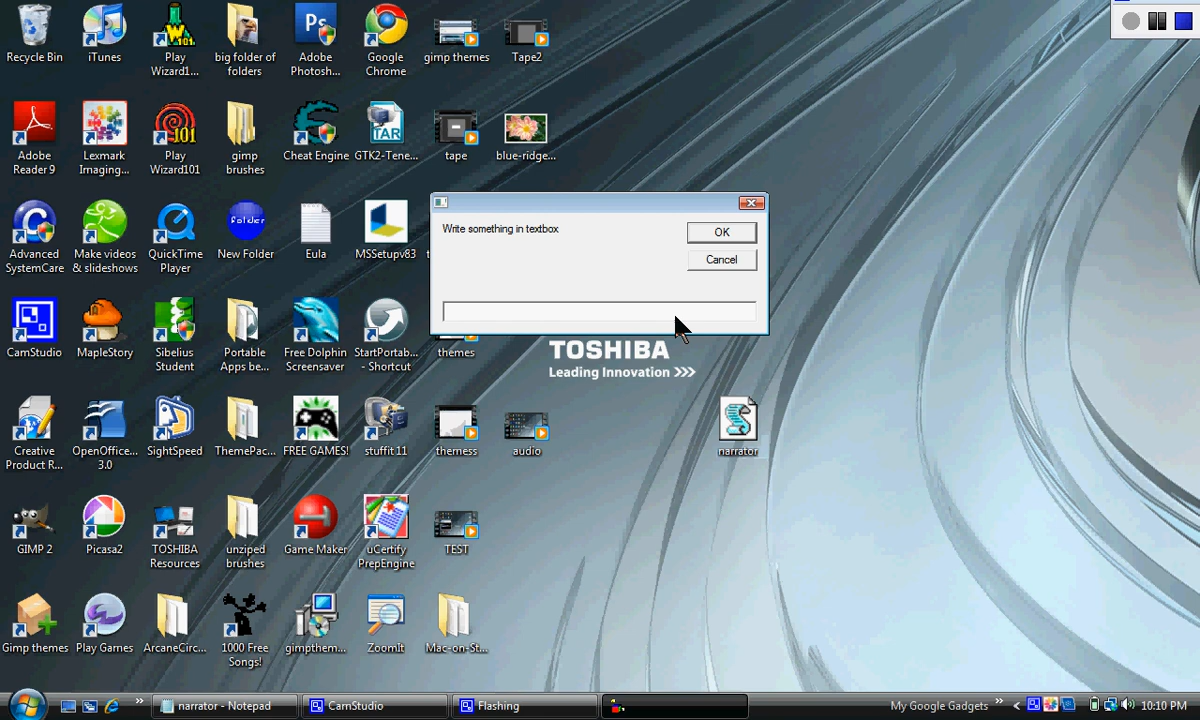 Recycle Bin
iTunes
Play
Wizard1...
big folder of
folders
Adobe
Photosh...
Google
Chrome
gimp themes
Tape2
Adobe
Reader 9
Lexmark
Imaging...
Play
Wizard101
gimp
brushes
Cheat Engine
GTK2-Tene...
tape
blue-ridge...
Advanced
SystemCare
Make videos
& slideshows
QuickTime
Player
New Folder
Eula
MSSetupv83
Write something in textbox
OK
Cancel
CamStudio
MapleStory
Sibelius
Student
Portable
Apps be...
Free Dolphin
Screensaver
StartPortab...
- Shortcut
themes
TOSHIBA
Leading Innovation >>>
Creative
Product R...
OpenOffice...
3.0
SightSpeed
ThemePac...
FREE GAMES!
stuffit 11
themess
audio
narrator
GIMP 2
Picasa2
TOSHIBA
Resources
unziped
brushes
Game Maker
uCertify
PrepEngine
TEST
Gimp themes
Play Games
ArcaneCirc...
1000 Free
Songs!
gimpthem...
ZoomIt
Mac-on-St...
narrator - Notepad
CamStudio
Flashing
My Google Gadgets
10:10 PM